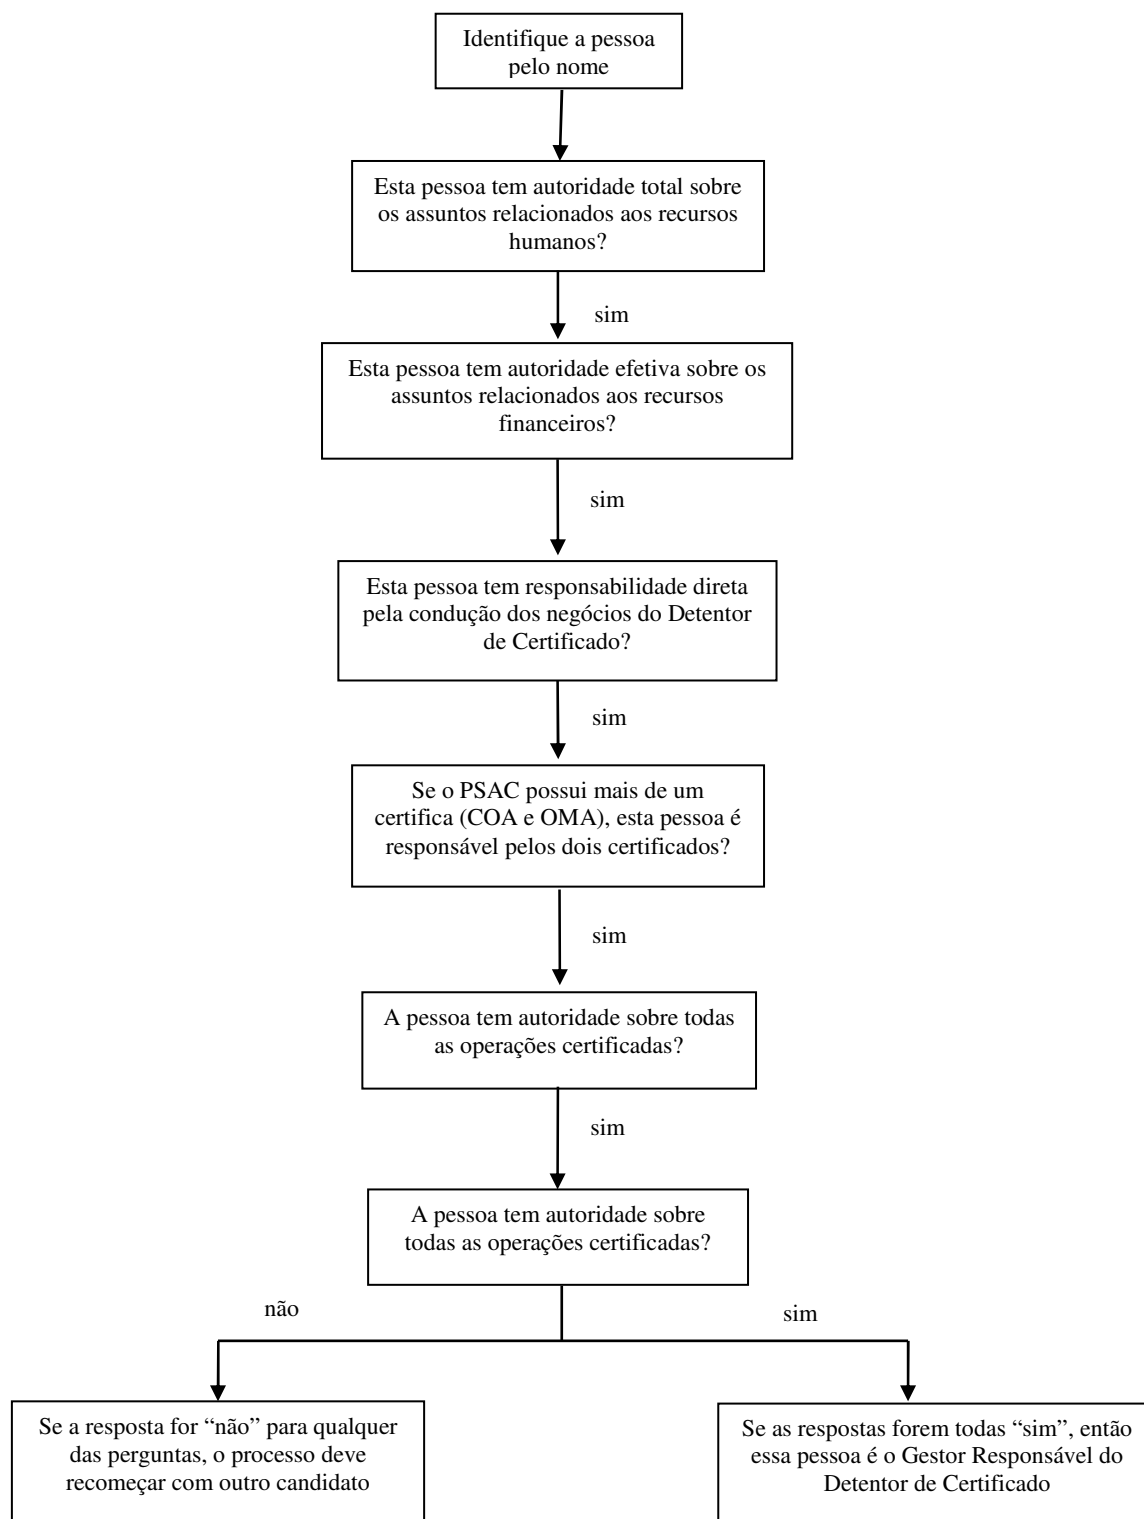 Identifique a pessoa
pelo nome
Esta pessoa tem autoridade total sobre
os assuntos relacionados aos recursos
humanos?
sim
Esta pessoa tem autoridade efetiva sobre os
assuntos relacionados aos recursos
financeiros?
sim
Esta pessoa tem responsabilidade direta
pela condução dos negócios do Detentor
de Certificado?
sim
Se o PSAC possui mais de um
certifica (COA e OMA), esta pessoa é
responsável pelos dois certificados?
sim
A pessoa tem autoridade sobre todas
as operações certificadas?
sim
A pessoa tem autoridade sobre
todas as operações certificadas?
não
sim
Se a resposta for “não” para qualquer
das perguntas, o processo deve
recomeçar com outro candidato
Se as respostas forem todas “sim”, então
essa pessoa é o Gestor Responsável do
Detentor de Certificado